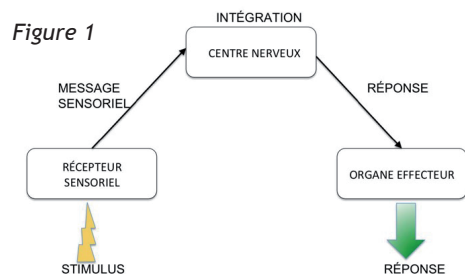 Figure 1
INTÉGRATION
CENTRE NERVEUX
MESSAGE
SENSORIEL
RÉPONSE
RÉCEPTEUR
SENSORIEL
ORGANE EFFECTEUR
STIMULUS
RÉPONSE